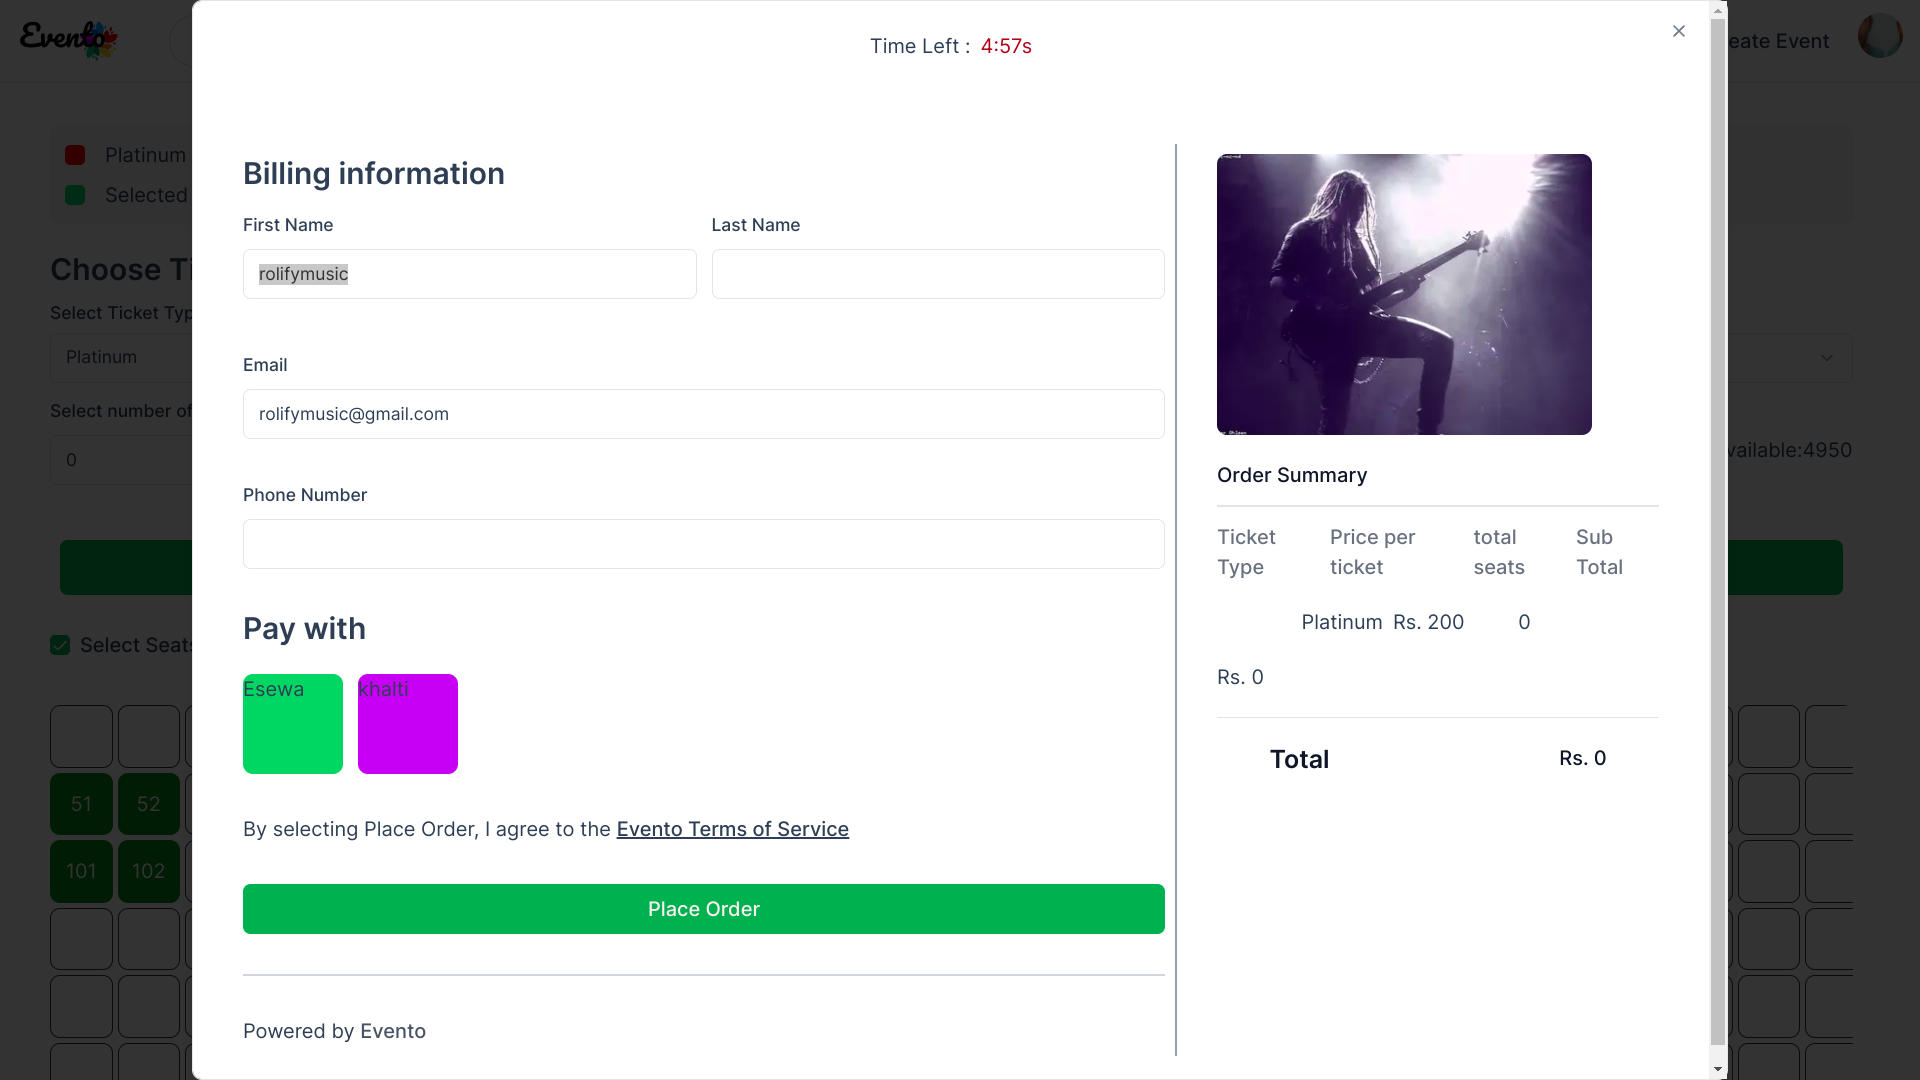 Evento
eate Event
Time Left : 4:57s
Platinum
Selected
Choose Ti
Select Ticket Typ
Platinum
Select number of
0
vailable:4950
Select Seats
51 52
101 102
Billing information
First Name Last Name
rolifymusic
Email
rolifymusic@gmail.com
Phone Number
Pay with
Esewa khalti
By selecting Place Order, I agree to the Evento Terms of Service
Place Order
Powered by Evento
Order Summary
Ticket Type Price per ticket total seats Sub Total
Platinum Rs. 200 0
Rs. 0
Total Rs. 0